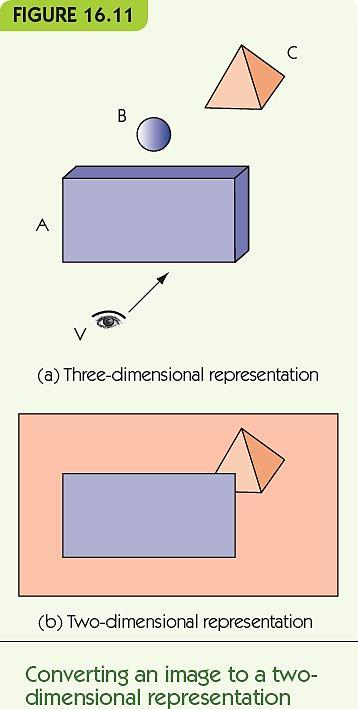 FIGURE 16.11
C
B
A
V
(a) Three-dimensional representation
(b) Two-dimensional representation
Converting an image to a two-
dimensional representation